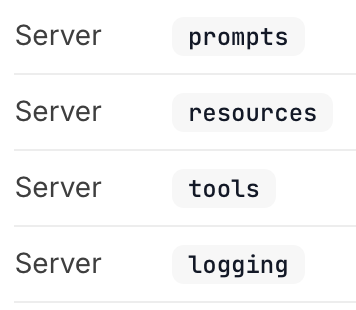 Server prompts
Server resources
Server tools
Server logging